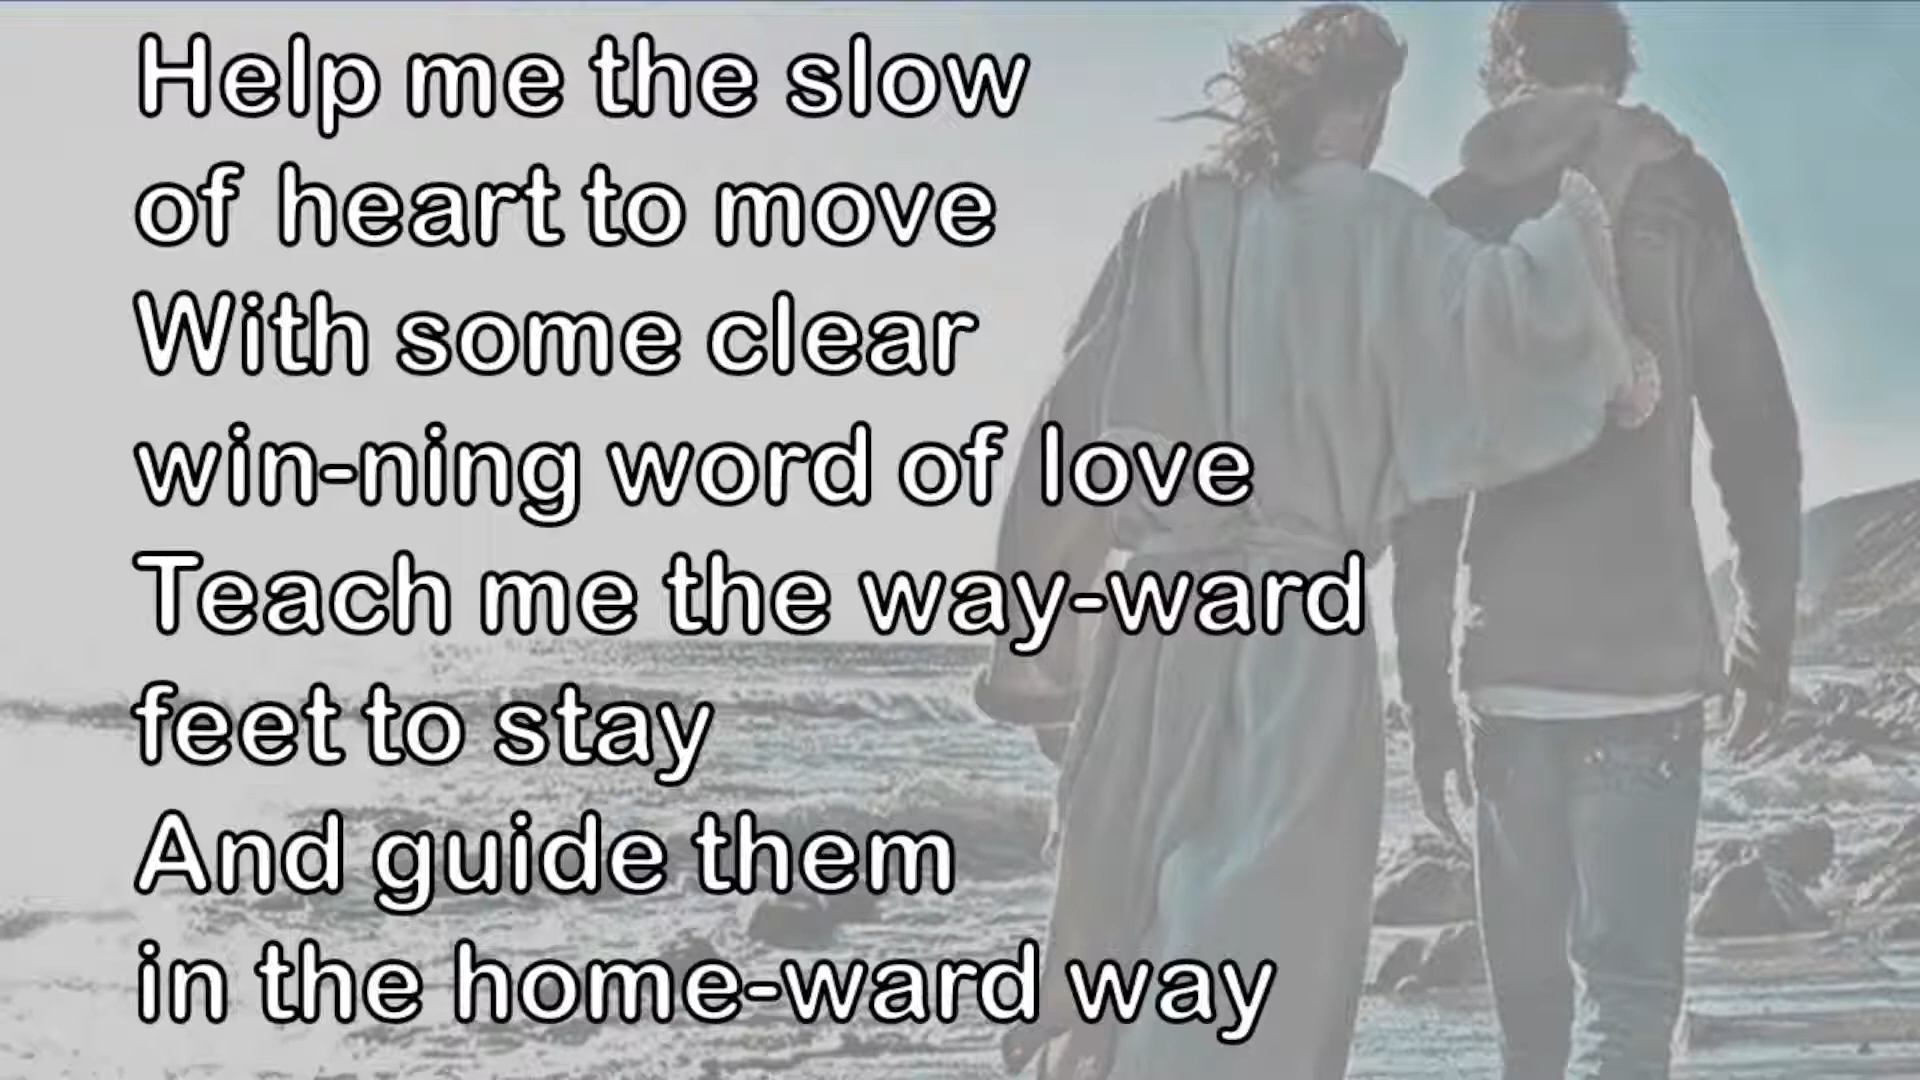 Help me the slow
of heart to move
With some clear
win-ning word of love
Teach me the way-ward
feet to stay
And guide them
in the home-ward way